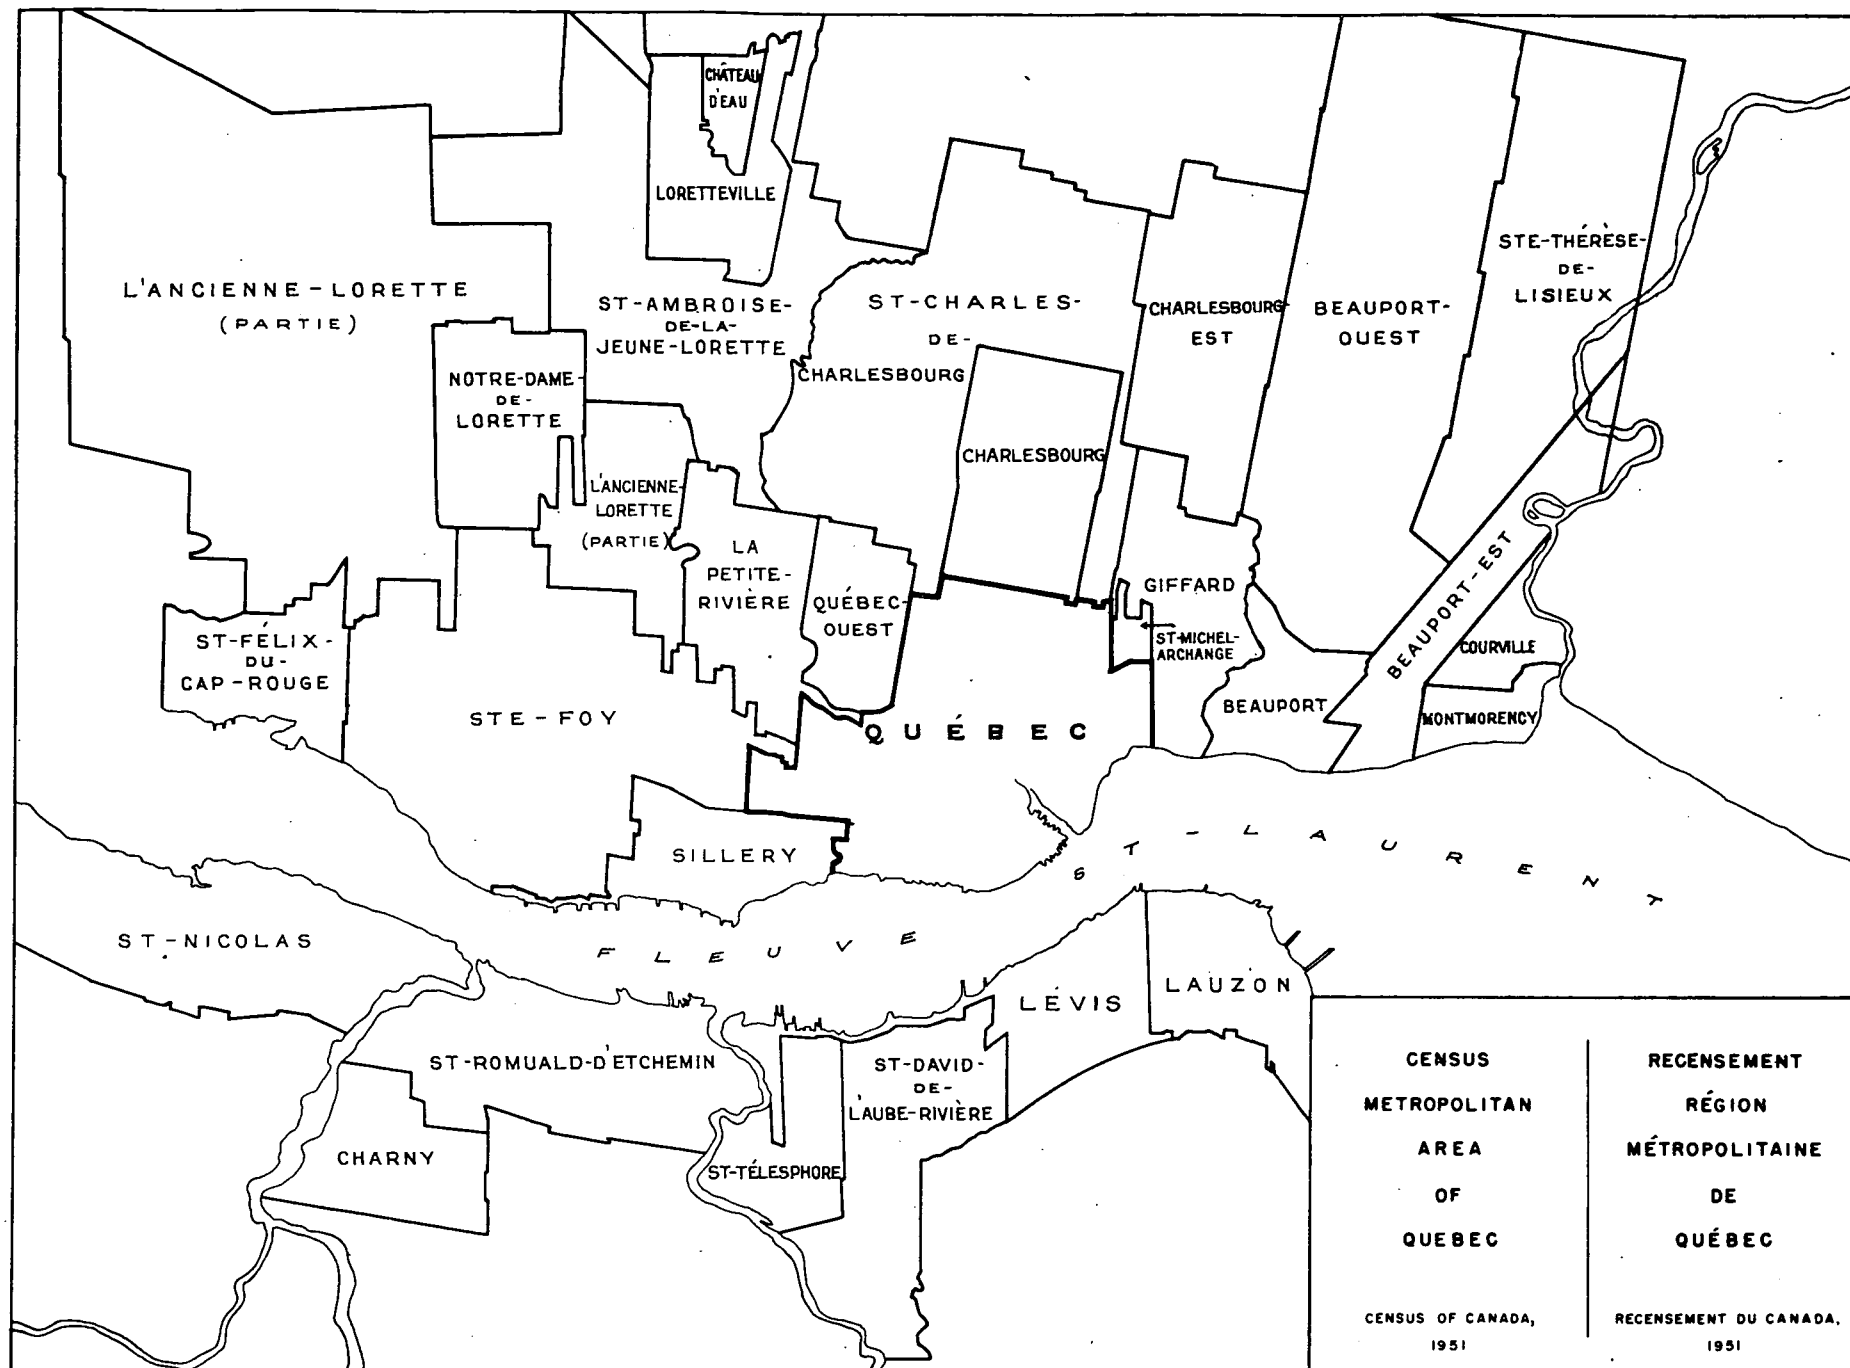 CHÂTEAU
D'EAU
LORETTEVILLE
L'ANCIENNE-LORETTE
(PARTIE)
ST-AMBROISE-
DE-LA-
JEUNE-LORETTE
ST-CHARLES-
DE-
CHARLESBOURG
CHARLESBOURG-
EST
BEAUPORT-
OUEST
STE-THÉRÈSE-
DE-
LISIEUX
NOTRE-DAME-
DE-
LORETTE
CHARLESBOURG
L'ANCIENNE-
LORETTE
(PARTIE)
LA
PETITE-
RIVIÈRE
QUÉBEC-
OUEST
GIFFARD
ST-MICHEL-
ARCHANGE
BEAUPORT-EST
COURVILLE
MONTMORENCY
BEAUPORT
ST-FÉLIX-
DU-
CAP-ROUGE
STE-FOY
QUÉBEC
SILLERY
FLEUVE ST-LAURENT
ST-NICOLAS
LÉVIS
LAUZON
ST-ROMUALD-D'ETCHEMIN
ST-DAVID-
DE-
L'AUBE-RIVIÈRE
CHARNY
ST-TÉLESPHORE
CENSUS
METROPOLITAN
AREA
OF
QUEBEC
CENSUS OF CANADA,
1951
RECENSEMENT
RÉGION
MÉTROPOLITAINE
DE
QUÉBEC
RECENSEMENT DU CANADA,
1951